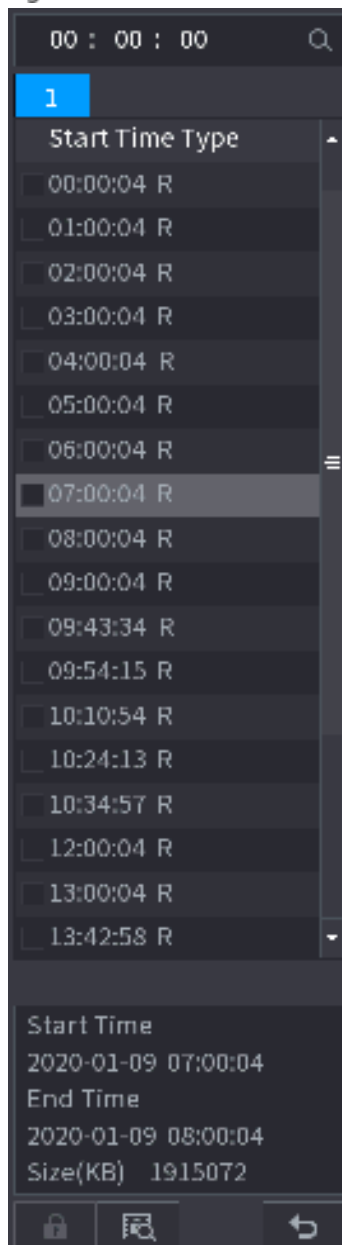 00 : 00 : 00
1
Start Time Type
00:00:04 R
01:00:04 R
02:00:04 R
03:00:04 R
04:00:04 R
05:00:04 R
06:00:04 R
07:00:04 R
08:00:04 R
09:00:04 R
09:43:34 R
09:54:15 R
10:10:54 R
10:24:13 R
10:34:57 R
12:00:04 R
13:00:04 R
13:42:58 R
Start Time
2020-01-09 07:00:04
End Time
2020-01-09 08:00:04
Size(KB) 1915072